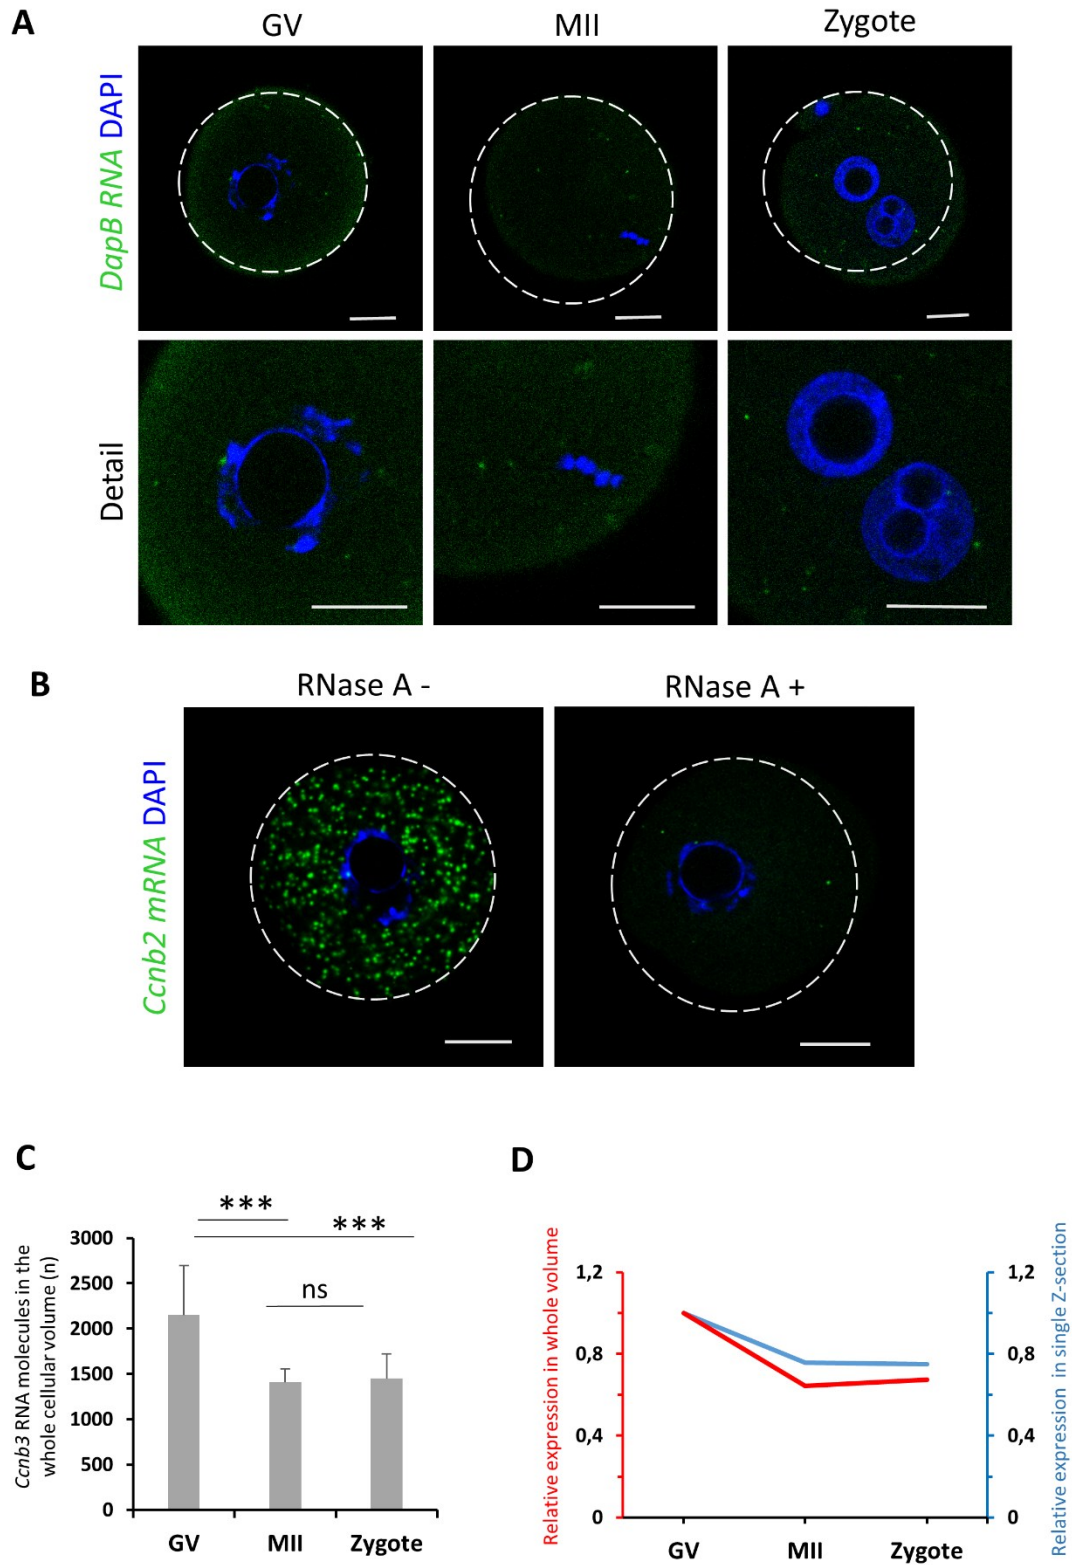 A
GV
MII
Zygote
DapB RNA DAPI
Detail
B
RNase A -
RNase A +
Ccnb2 mRNA DAPI
C
Ccnb3 RNA molecules in the
whole cellular volume (n)
3000
2500
2000
1500
1000
500
0
***
***
ns
GV
MII
Zygote
D
Relative expression in whole volume
1,2
0,8
0,4
0
1,2
0,8
0,4
0
Relative expression in single Z-section
GV
MII
Zygote